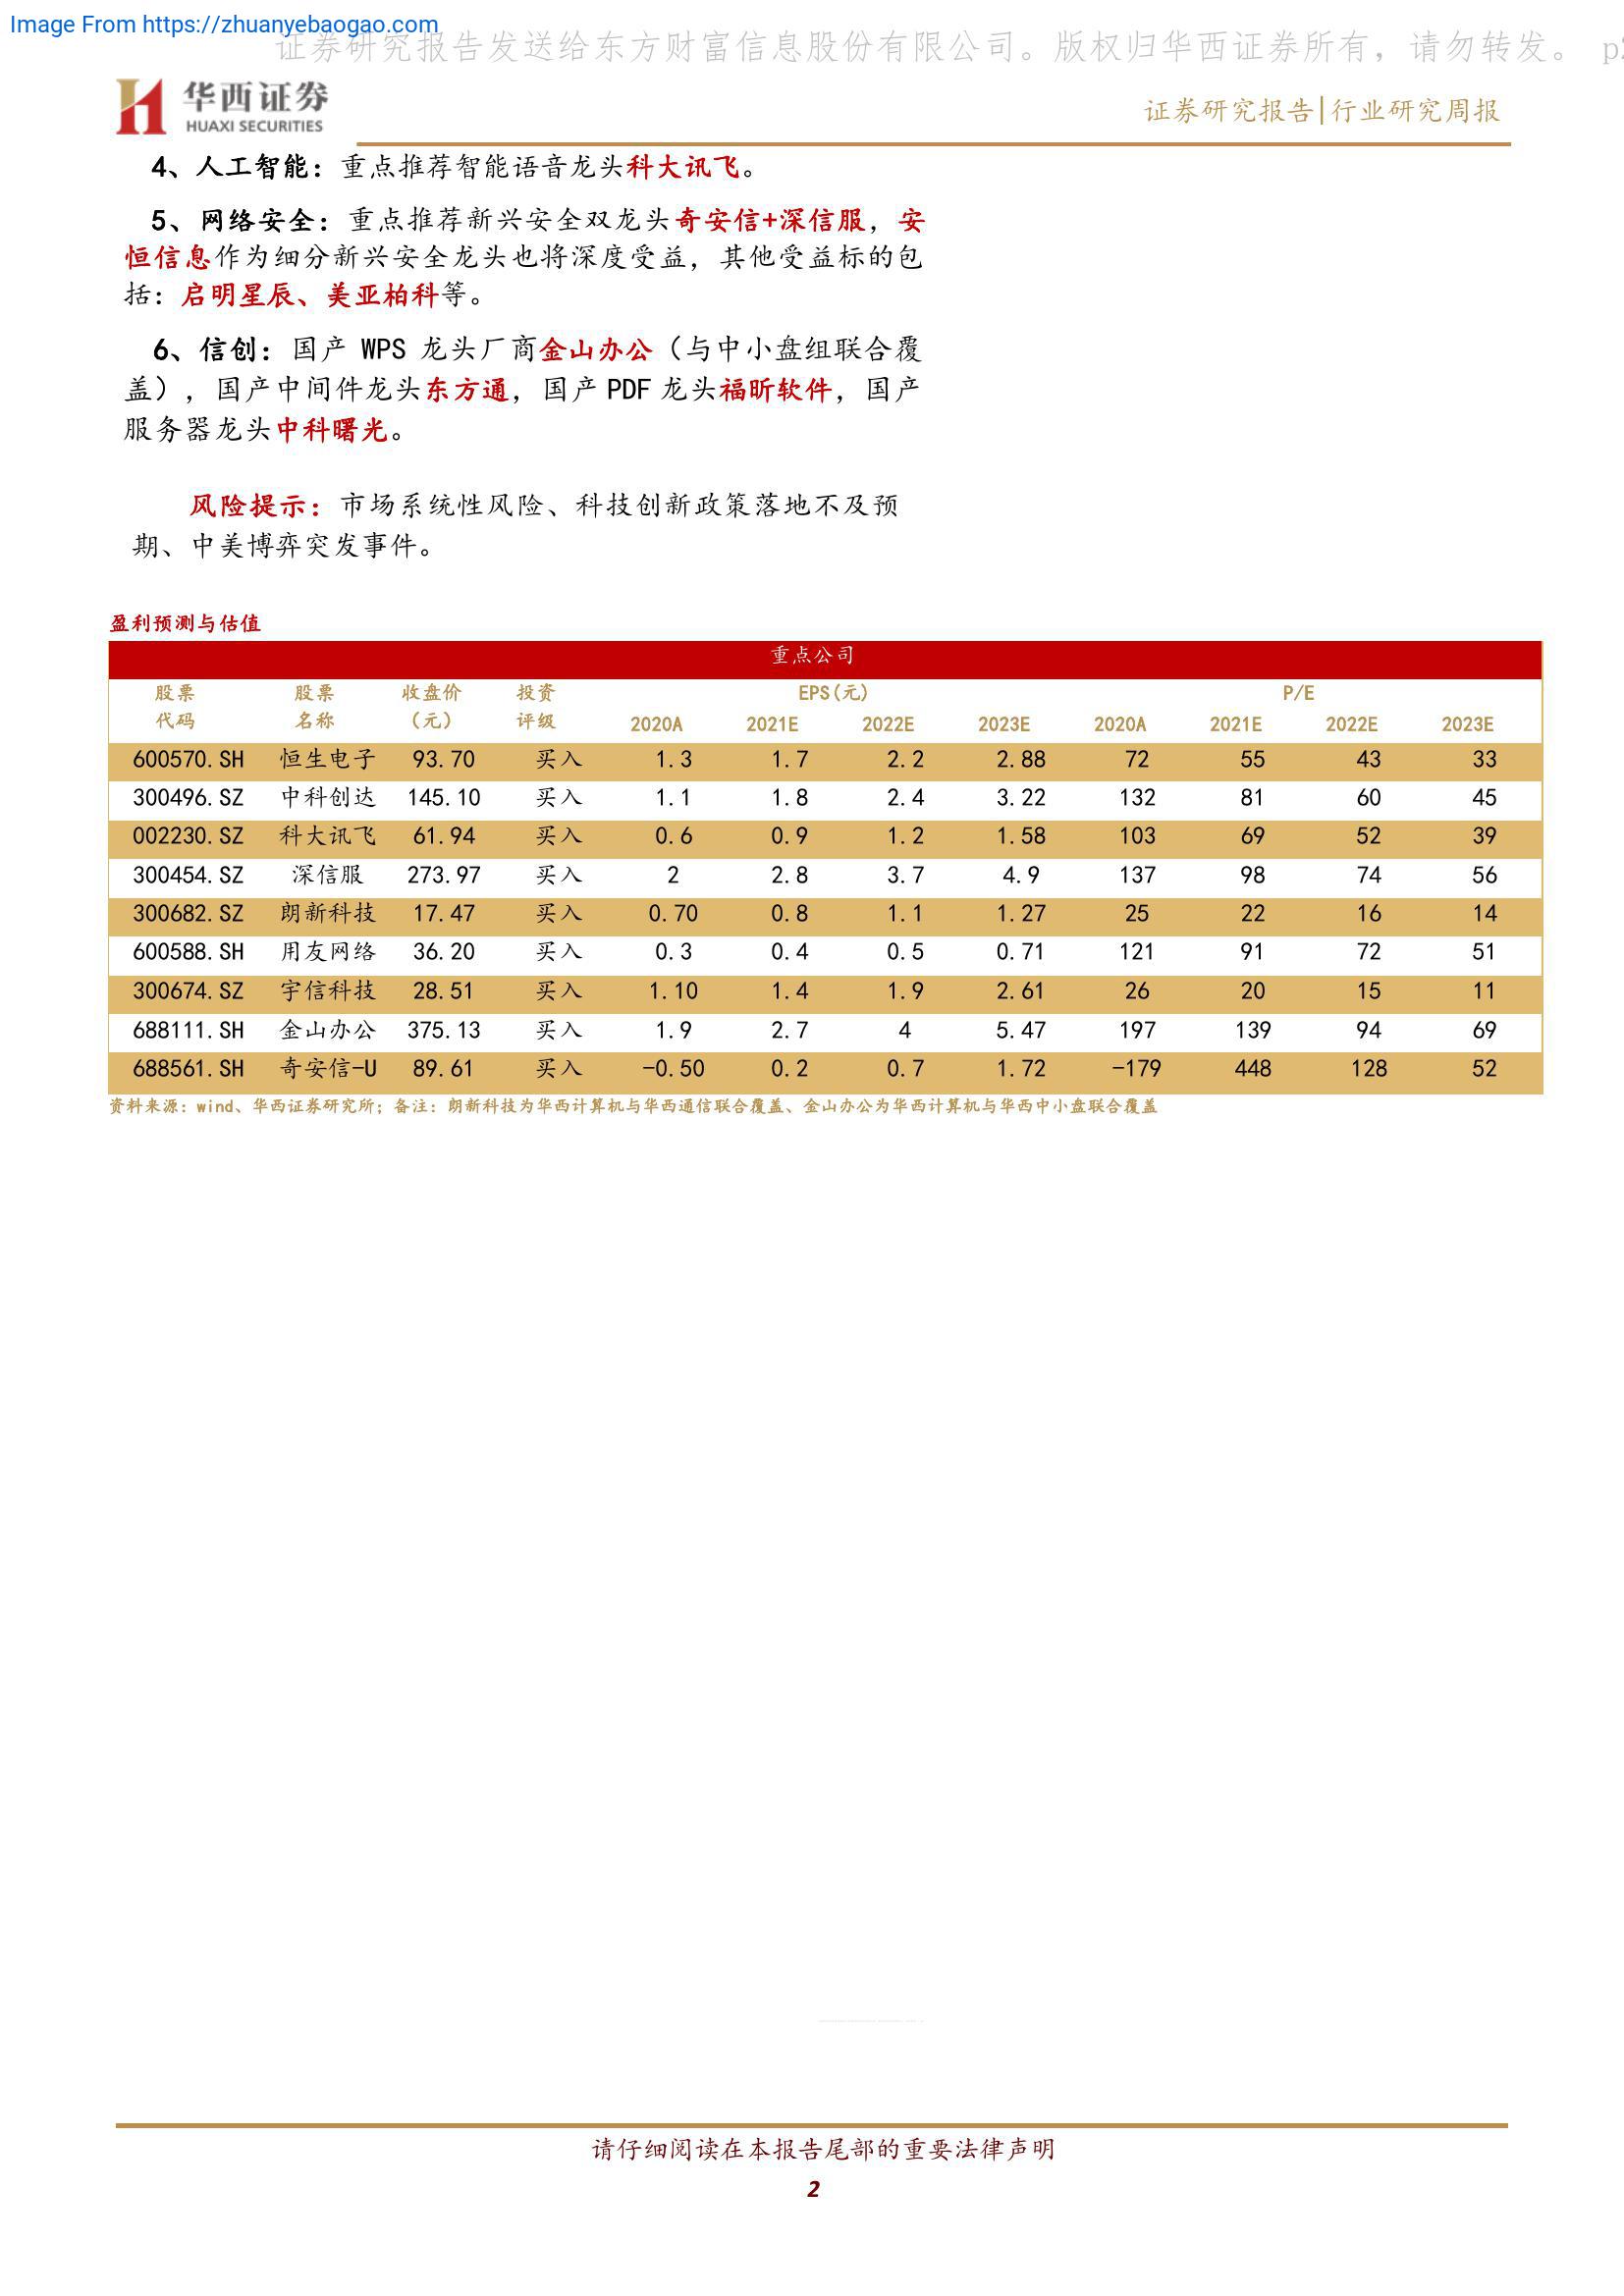 Image From https://zhuanyebaogao.com
证券研究报告发送给东方财富信息股份有限公司。版权归华西证券所有，请勿转发。 p2
华西证券
HUAXI SECURITIES
证券研究报告|行业研究周报
4、人工智能：重点推荐智能语音龙头科大讯飞。
5、网络安全：重点推荐新兴安全双龙头奇安信+深信服，安
恒信息作为细分新兴安全龙头也将深度受益，其他受益标的包
括：启明星辰、美亚柏科等。
6、信创：国产 WPS 龙头厂商金山办公（与中小盘组联合覆
盖），国产中间件龙头东方通，国产 PDF 龙头福昕软件，国产
服务器龙头中科曙光。
风险提示：市场系统性风险、科技创新政策落地不及预
期、中美博弈突发事件。
盈利预测与估值
重点公司
股票 股票 收盘价 投资 EPS(元) P/E
代码 名称 （元） 评级 2020A 2021E 2022E 2023E 2020A 2021E 2022E 2023E
600570.SH 恒生电子 93.70 买入 1.3 1.7 2.2 2.88 72 55 43 33
300496.SZ 中科创达 145.10 买入 1.1 1.8 2.4 3.22 132 81 60 45
002230.SZ 科大讯飞 61.94 买入 0.6 0.9 1.2 1.58 103 69 52 39
300454.SZ 深信服 273.97 买入 2 2.8 3.7 4.9 137 98 74 56
300682.SZ 朗新科技 17.47 买入 0.70 0.8 1.1 1.27 25 22 16 14
600588.SH 用友网络 36.20 买入 0.3 0.4 0.5 0.71 121 91 72 51
300674.SZ 宇信科技 28.51 买入 1.10 1.4 1.9 2.61 26 20 15 11
688111.SH 金山办公 375.13 买入 1.9 2.7 4 5.47 197 139 94 69
688561.SH 奇安信-U 89.61 买入 -0.50 0.2 0.7 1.72 -179 448 128 52
资料来源：wind、华西证券研究所；备注：朗新科技为华西计算机与华西通信联合覆盖、金山办公为华西计算机与华西中小盘联合覆盖
请仔细阅读在本报告尾部的重要法律声明
2